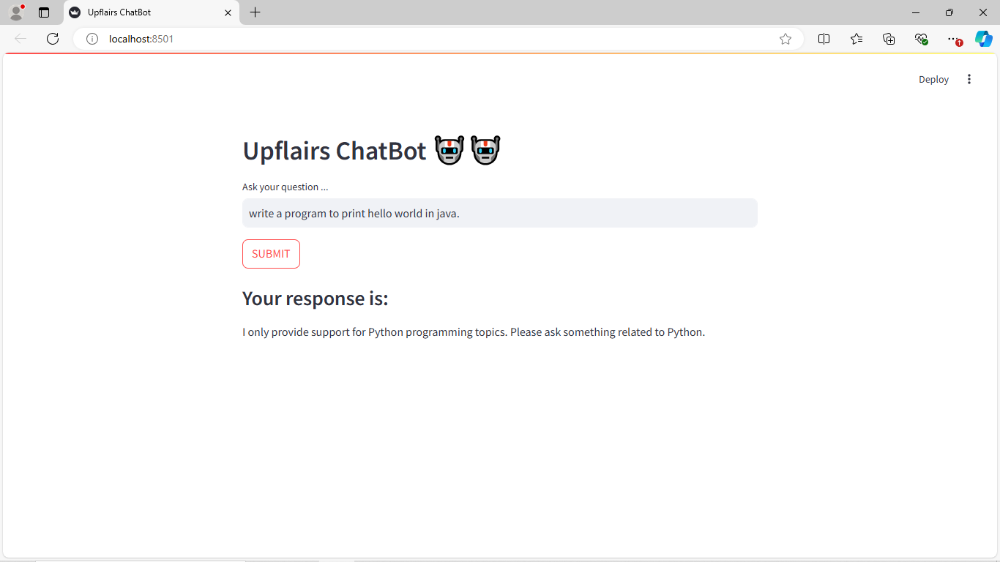 Upflairs ChatBot
localhost:8501
Deploy
Upflairs ChatBot
Ask your question ...
write a program to print hello world in java.
SUBMIT
Your response is:
I only provide support for Python programming topics. Please ask something related to Python.